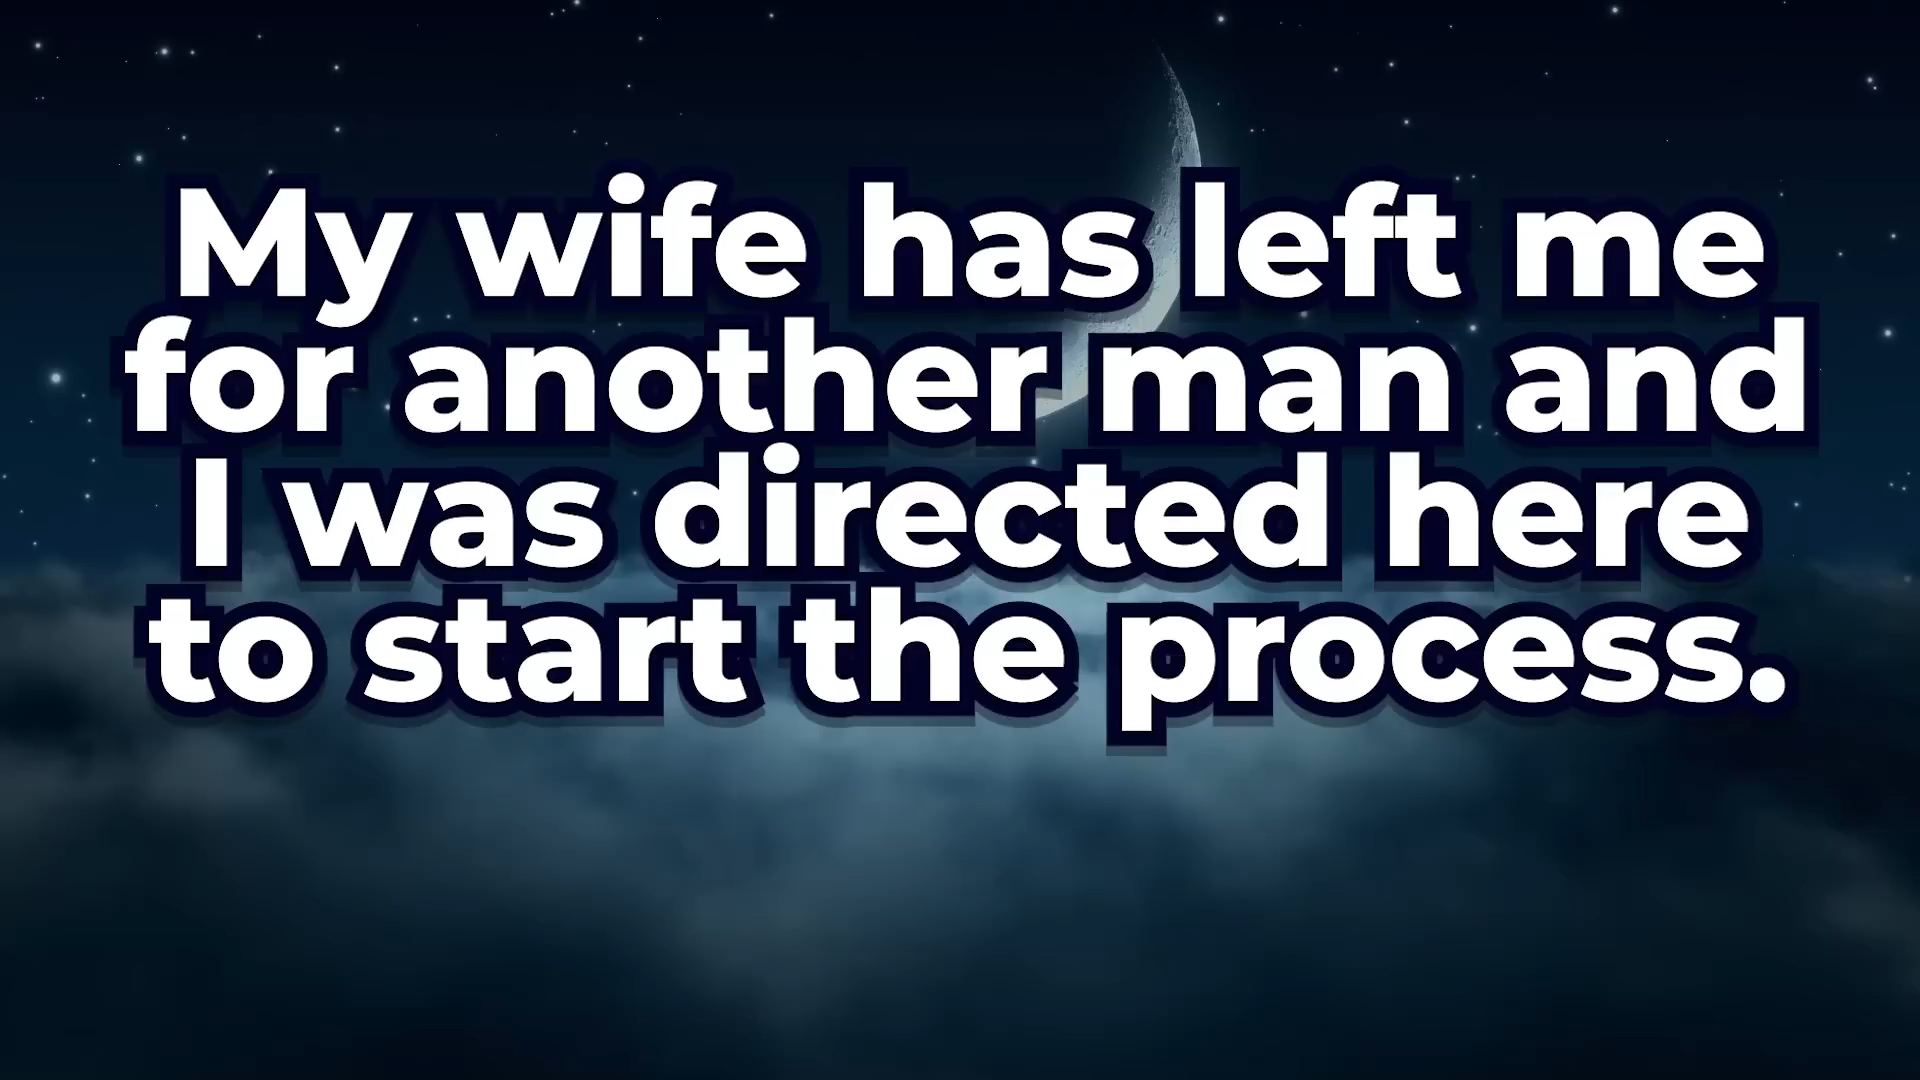 My wife has left me
for another man and
I was directed here
to start the process.